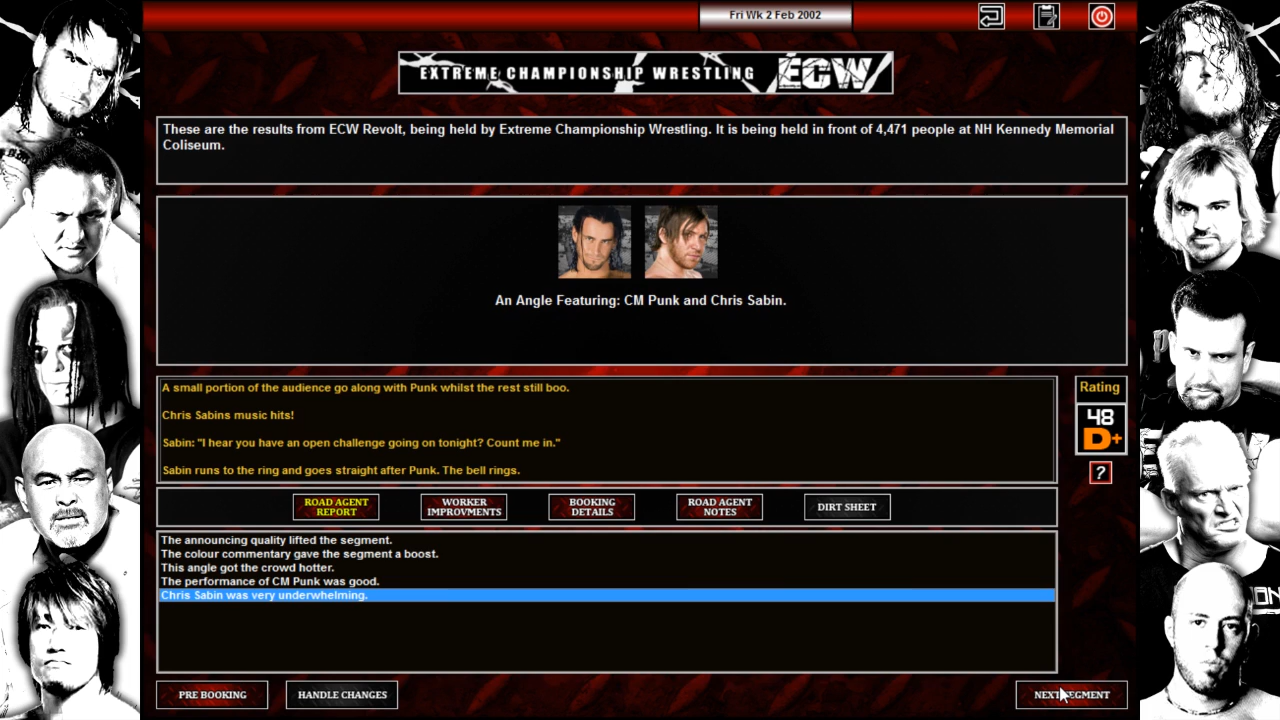 Fri Wk 2 Feb 2002
EXTREME CHAMPIONSHIP WRESTLING ECW
These are the results from ECW Revolt, being held by Extreme Championship Wrestling. It is being held in front of 4,471 people at NH Kennedy Memorial
Coliseum.
An Angle Featuring: CM Punk and Chris Sabin.
A small portion of the audience go along with Punk whilst the rest still boo.
Chris Sabins music hits!
Sabin: "I hear you have an open challenge going on tonight? Count me in."
Sabin runs to the ring and goes straight after Punk. The bell rings.
Rating
48
D+
?
ROAD AGENT REPORT
WORKER IMPROVMENTS
BOOKING DETAILS
ROAD AGENT NOTES
DIRT SHEET
The announcing quality lifted the segment.
The colour commentary gave the segment a boost.
This angle got the crowd hotter.
The performance of CM Punk was good.
Chris Sabin was very underwhelming.
PRE BOOKING
HANDLE CHANGES
NEXT SEGMENT